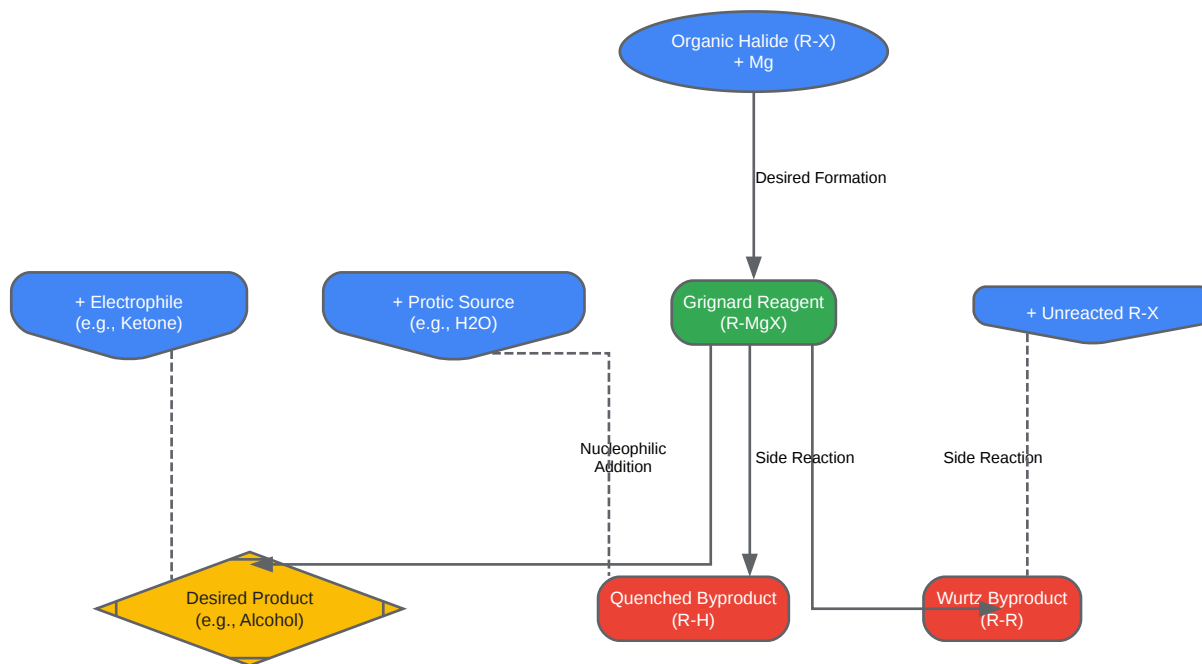 Organic Halide (R-X)
+ Mg
Desired Formation
+ Electrophile
(e.g., Ketone)
+ Protic Source
(e.g., H2O)
Grignard Reagent
(R-MgX)
+ Unreacted R-X
Nucleophilic
Addition
Side Reaction
Side Reaction
Desired Product
(e.g., Alcohol)
Quenched Byproduct
(R-H)
Wurtz Byproduct
(R-R)